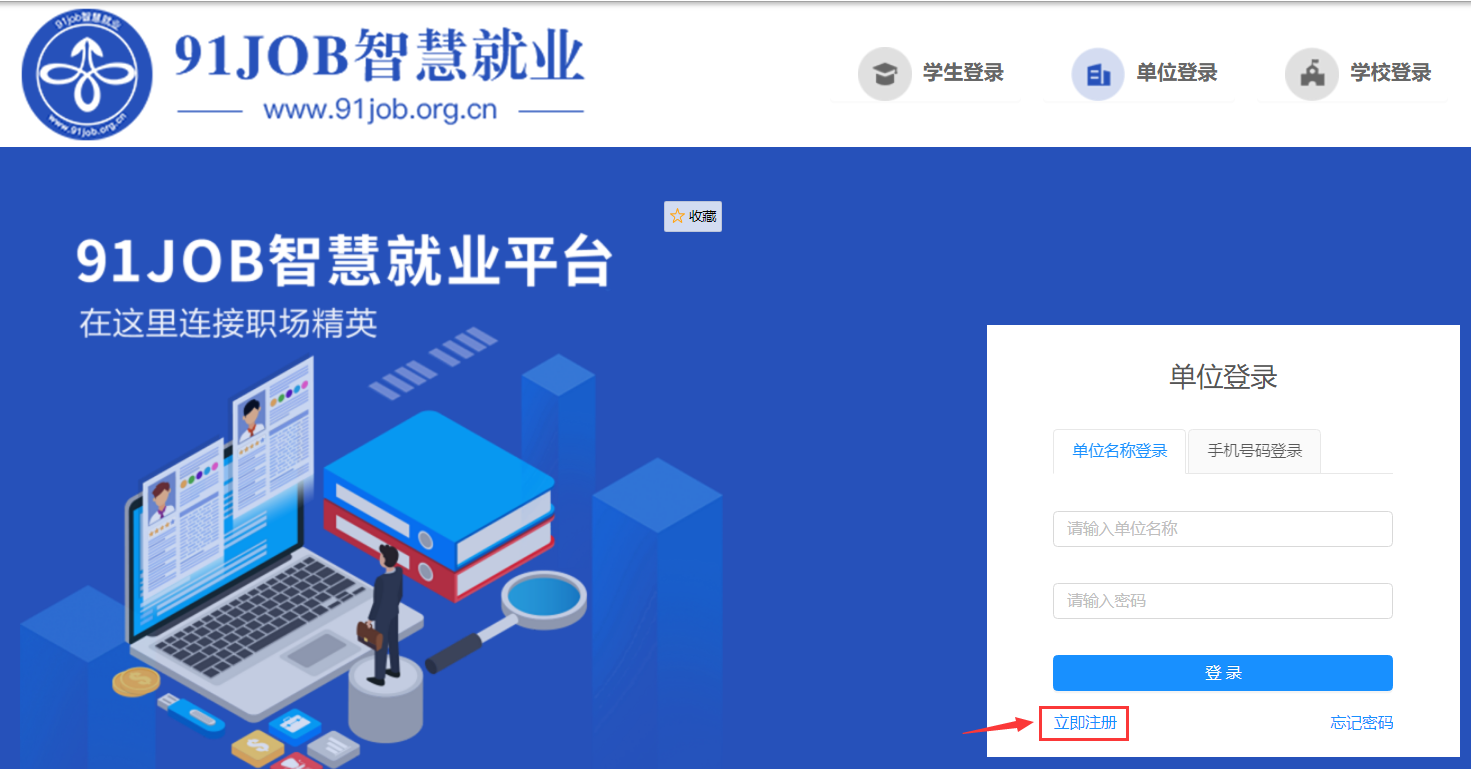 91job智慧就业
www.91job.org.cn
91JOB智慧就业
www.91job.org.cn
学生登录
单位登录
学校登录
收藏
91JOB智慧就业平台
在这里连接职场精英
单位登录
单位名称登录
手机号码登录
请输入单位名称
请输入密码
登 录
立即注册
忘记密码